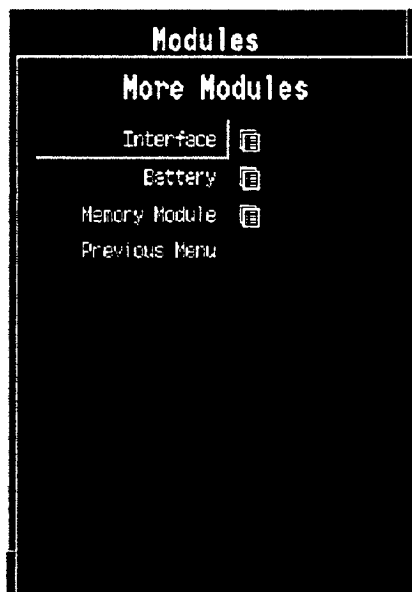 Modules
More Modules
Interface
Battery
Memory Module
Previous Menu